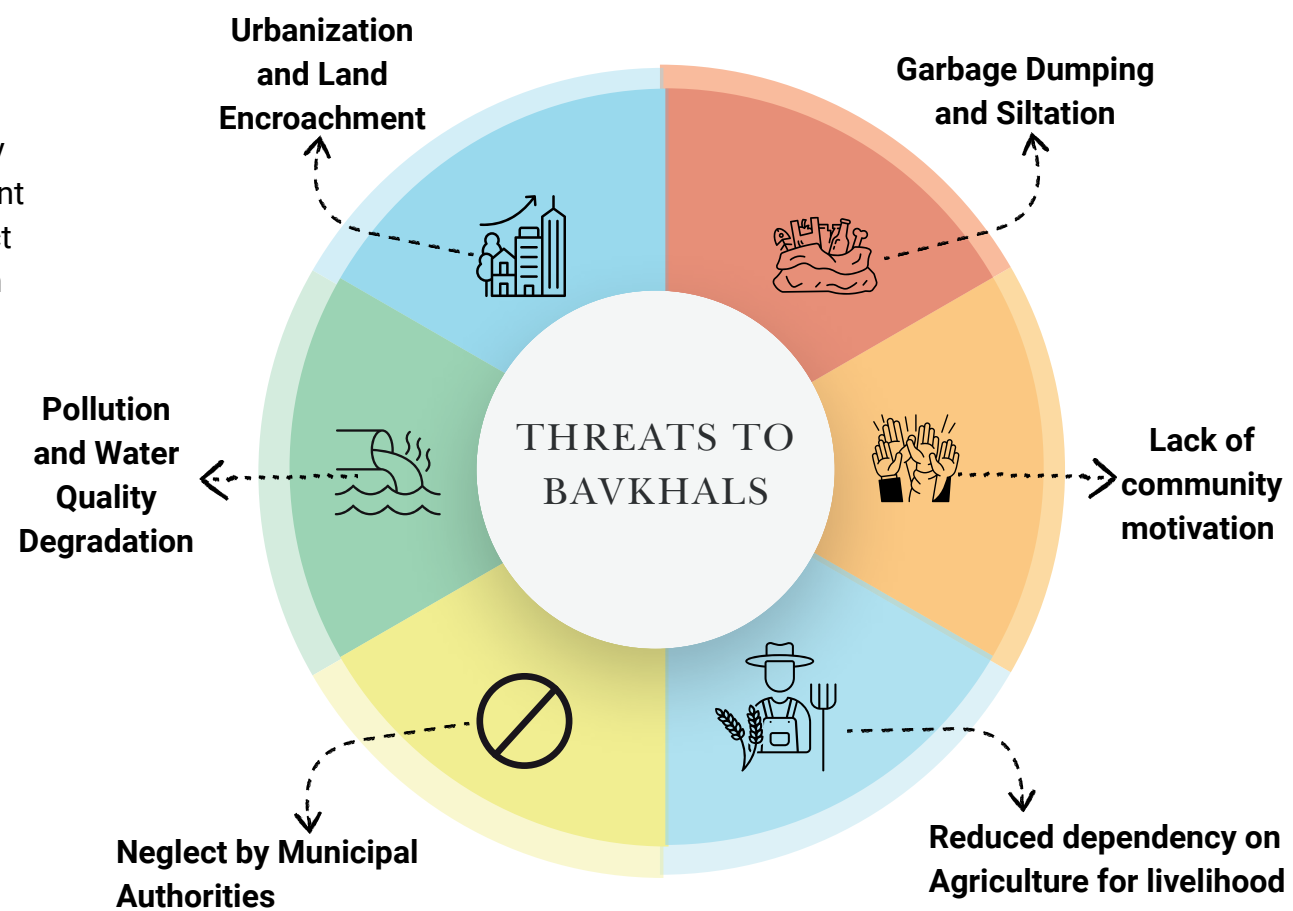 Urbanization
and Land
Encroachment
Garbage Dumping
and Siltation
Pollution
and Water
Quality
Degradation
THREATS TO
BAVKHALS
Lack of
community
motivation
Neglect by Municipal
Authorities
Reduced dependency on
Agriculture for livelihood